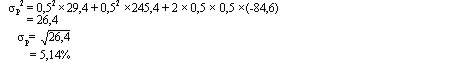 σp² = 0,5² × 29,4 + 0,5² × 245,4 + 2 × 0,5 × 0,5 × (-84,6)
= 26,4
σp = √26,4
= 5,14%